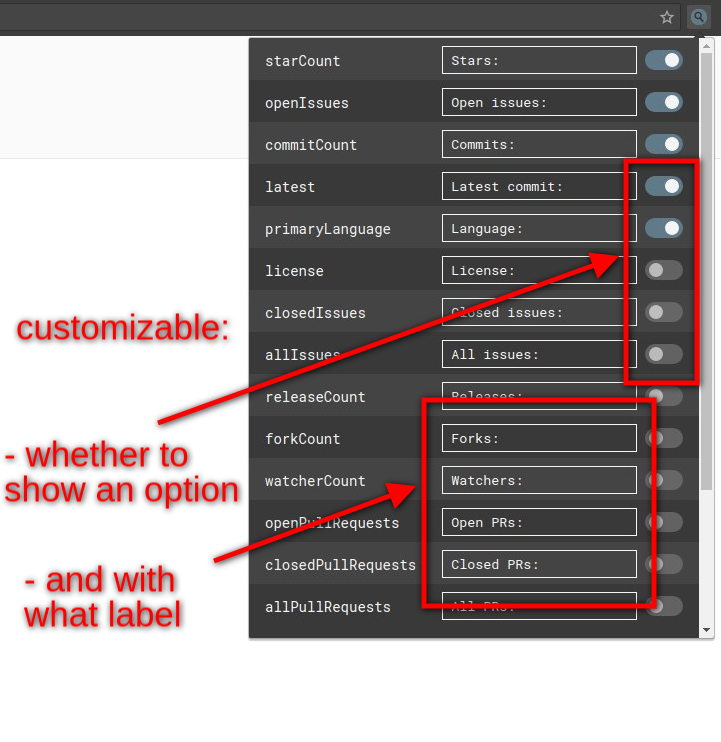 starCount Stars:
openIssues Open issues:
commitCount Commits:
latest Latest commit:
primaryLanguage Language:
license License:
closedIssues Closed issues:
allIssues All issues:
releaseCount Releases:
forkCount Forks:
watcherCount Watchers:
openPullRequests Open PRs:
closedPullRequests Closed PRs:
allPullRequests All PRs:
customizable:
- whether to
show an option
- and with
what label